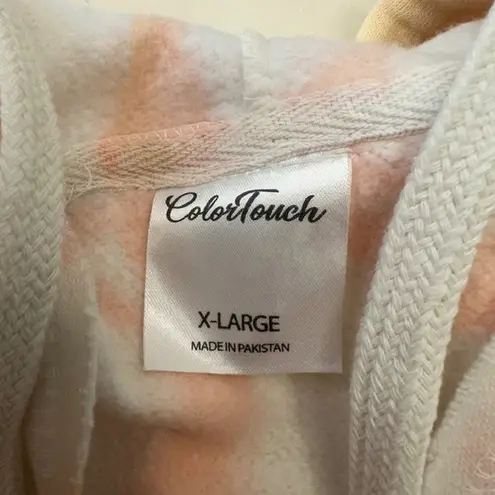 ColorTouch
X-LARGE
MADE IN PAKISTAN